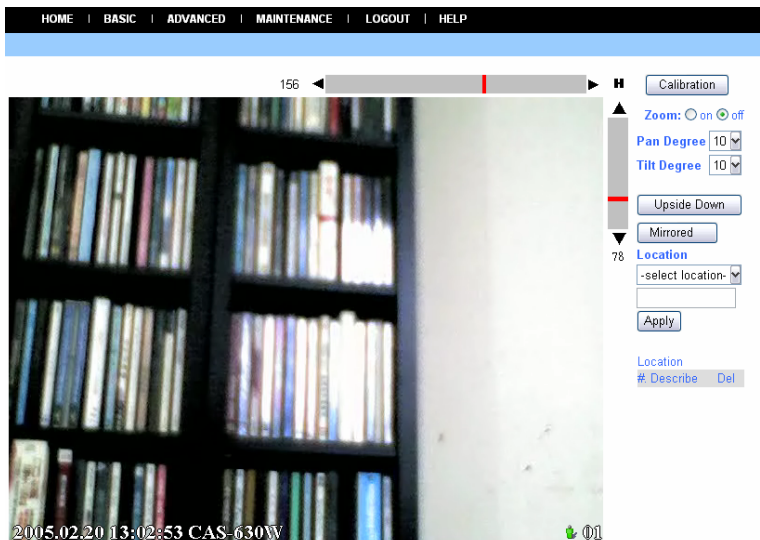 HOME | BASIC | ADVANCED | MAINTENANCE | LOGOUT | HELP
156
H
Calibration
Zoom: on off
Pan Degree 10
Tilt Degree 10
Upside Down
Mirrored
78
Location
-select location-
Apply
Location
#. Describe Del
2005.02.20 13:02:53 CAS-630W
01